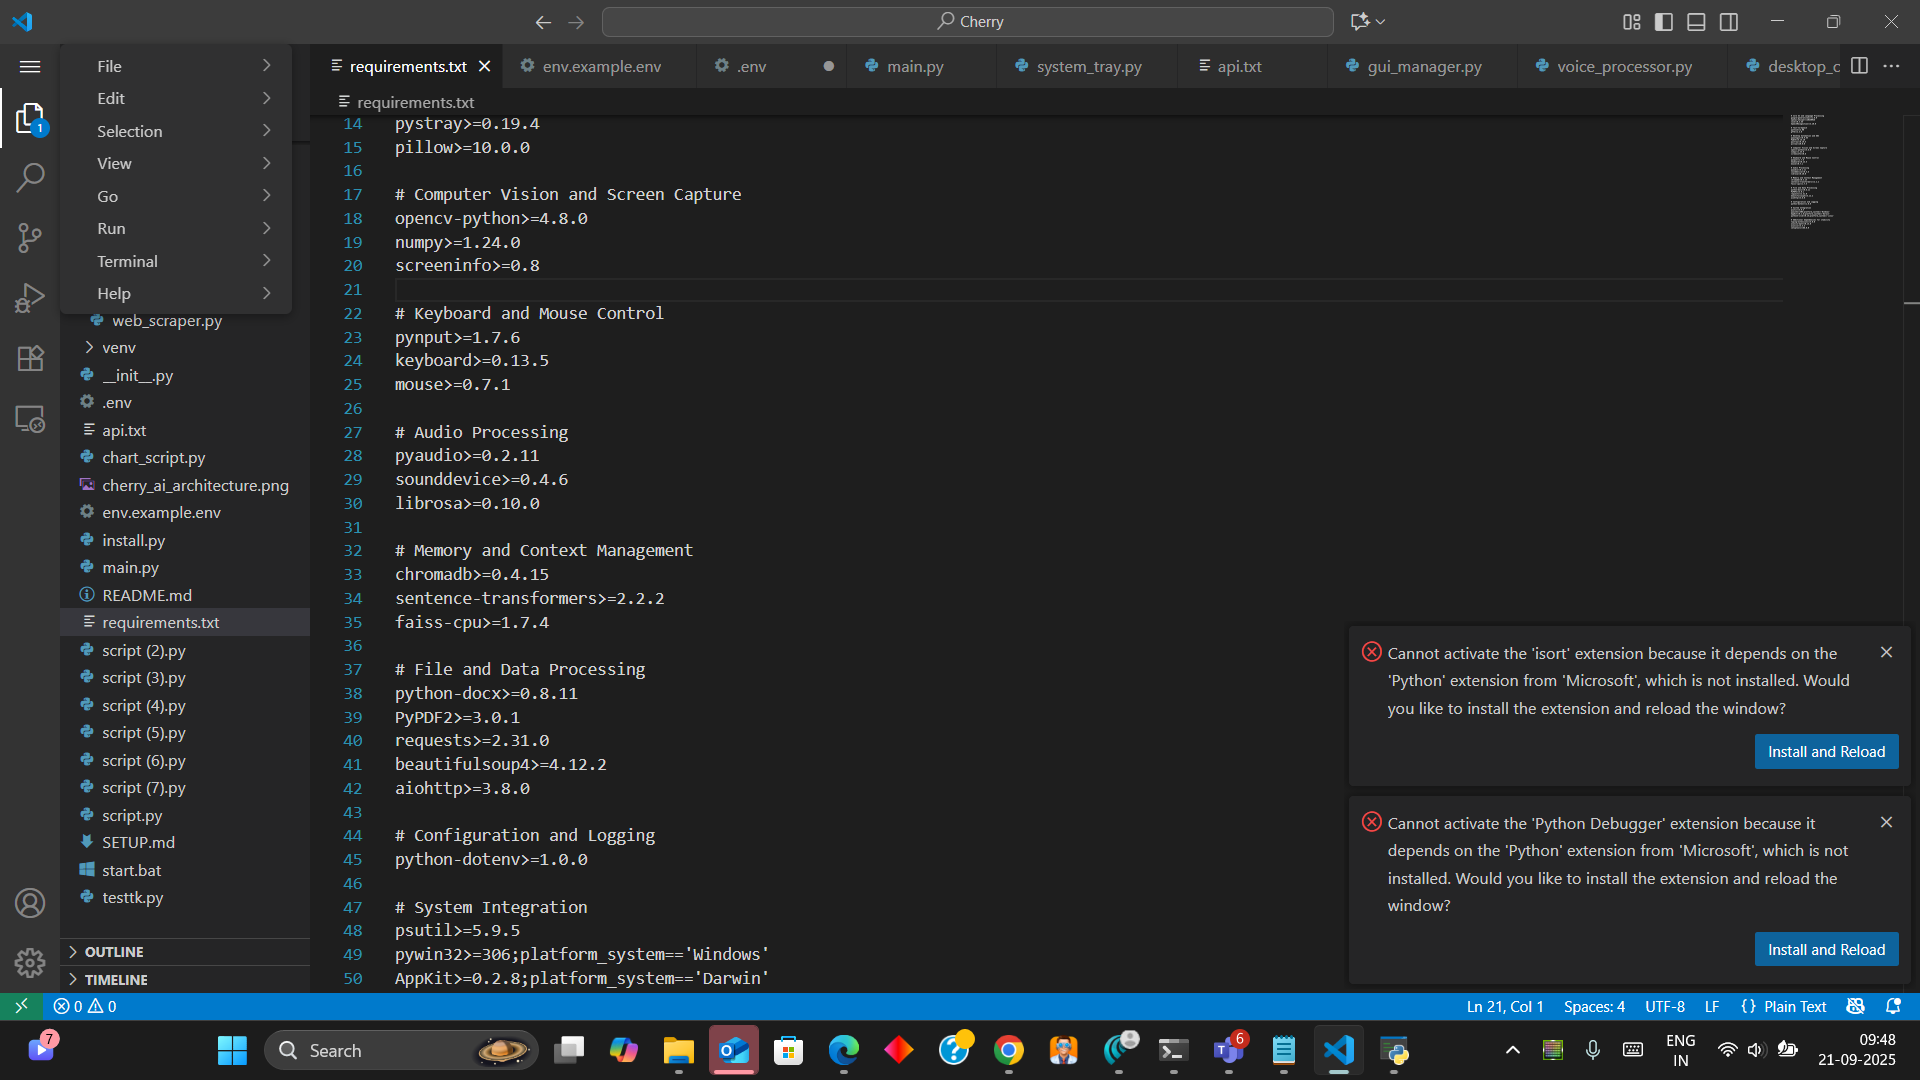 Cherry
File
Edit
Selection
View
Go
Run
Terminal
Help
1
requirements.txt
env.example.env
.env
main.py
system_tray.py
api.txt
gui_manager.py
voice_processor.py
desktop_c
requirements.txt
web_scraper.py
venv
__init__.py
.env
api.txt
chart_script.py
cherry_ai_architecture.png
env.example.env
install.py
main.py
README.md
requirements.txt
script (2).py
script (3).py
script (4).py
script (5).py
script (6).py
script (7).py
script.py
SETUP.md
start.bat
testtk.py
OUTLINE
TIMELINE
14 pystray>=0.19.4
15 pillow>=10.0.0
16
17 # Computer Vision and Screen Capture
18 opencv-python>=4.8.0
19 numpy>=1.24.0
20 screeninfo>=0.8
21
22 # Keyboard and Mouse Control
23 pynput>=1.7.6
24 keyboard>=0.13.5
25 mouse>=0.7.1
26
27 # Audio Processing
28 pyaudio>=0.2.11
29 sounddevice>=0.4.6
30 librosa>=0.10.0
31
32 # Memory and Context Management
33 chromadb>=0.4.15
34 sentence-transformers>=2.2.2
35 faiss-cpu>=1.7.4
36
37 # File and Data Processing
38 python-docx>=0.8.11
39 PyPDF2>=3.0.1
40 requests>=2.31.0
41 beautifulsoup4>=4.12.2
42 aiohttp>=3.8.0
43
44 # Configuration and Logging
45 python-dotenv>=1.0.0
46
47 # System Integration
48 psutil>=5.9.5
49 pywin32>=306;platform_system=='Windows'
50 AppKit>=0.2.8;platform_system=='Darwin'
Cannot activate the 'isort' extension because it depends on the
'Python' extension from 'Microsoft', which is not installed. Would
you like to install the extension and reload the window?
Install and Reload
Cannot activate the 'Python Debugger' extension because it
depends on the 'Python' extension from 'Microsoft', which is not
installed. Would you like to install the extension and reload the
window?
Install and Reload
0 0
Ln 21, Col 1 Spaces: 4 UTF-8 LF {} Plain Text
7
Search
6
ENG
IN
09:48
21-09-2025